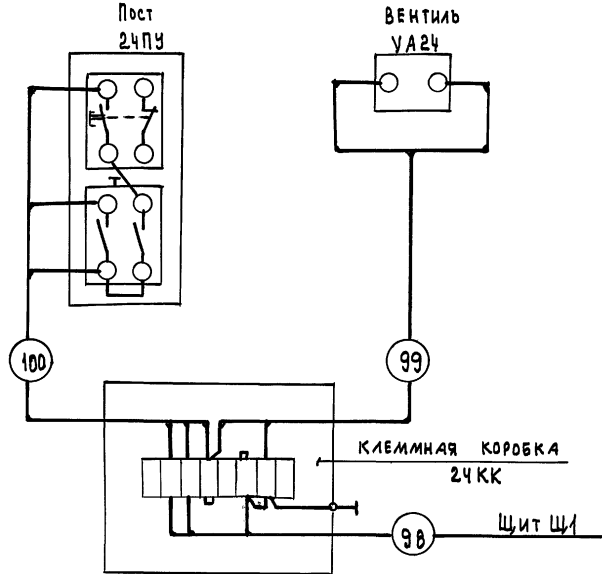 Пост
24ПУ
ВЕНТИЛЬ
УА24
100
99
КЛЕММНАЯ КОРОБКА
24КК
98
Щит Щ1